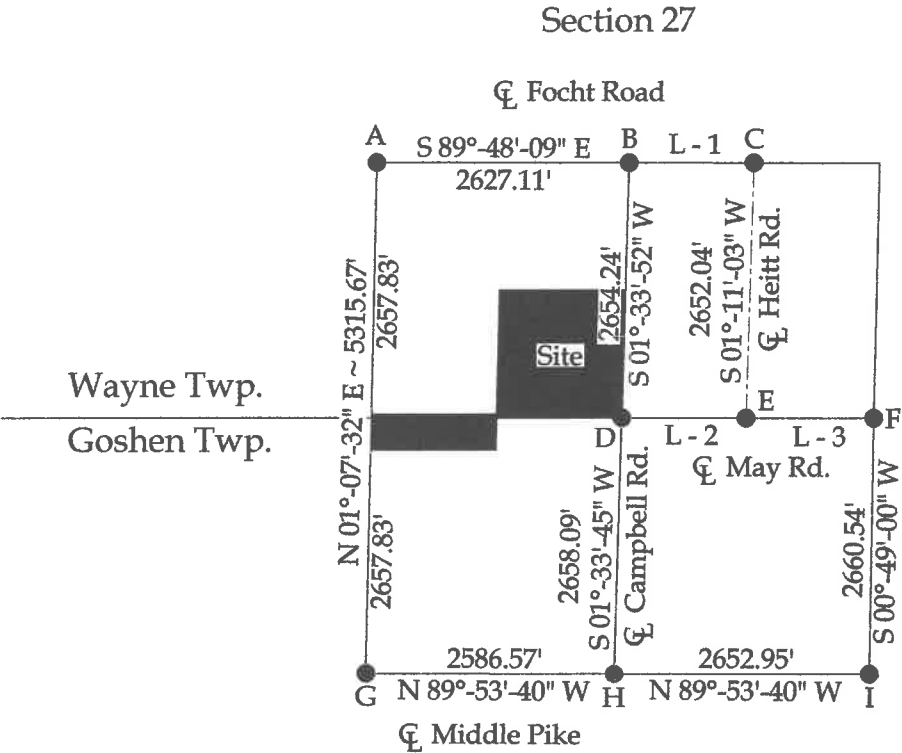 Section 27
℄ Focht Road
A
S 89°-48'-09" E
B
L - 1
C
2627.11'
N 01°-07'-32" E ~ 5315.67'
2657.83'
2654.24'
S 01°-33'-52" W
2652.04'
S 01°-11'-03" W
℄ Heitt Rd.
Site
Wayne Twp.
Goshen Twp.
D
L - 2
E
L - 3
F
℄ May Rd.
2657.83'
2658.09'
S 01°-33'-45" W
℄ Campbell Rd.
2660.54'
S 00°-49'-00" W
2586.57'
2652.95'
G
N 89°-53'-40" W
H
N 89°-53'-40" W
I
℄ Middle Pike